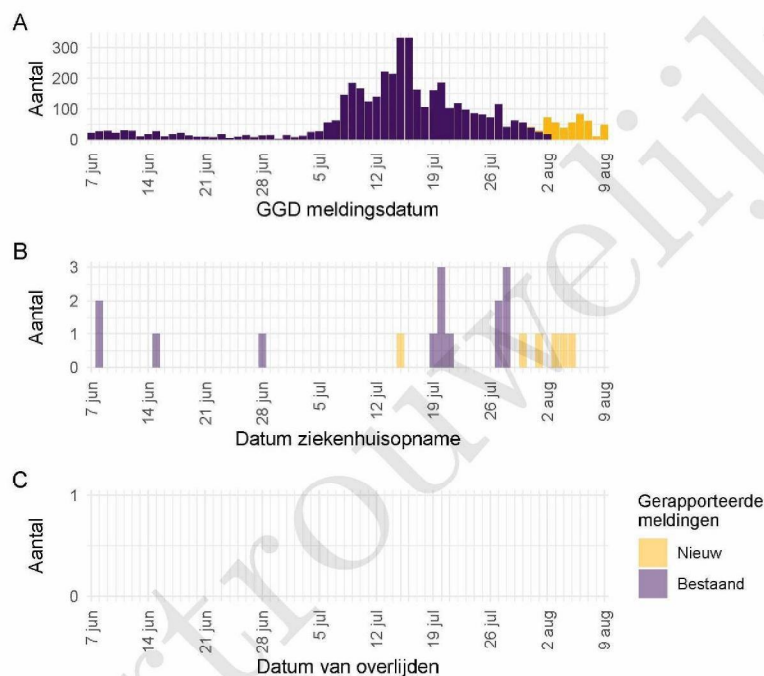 A
Aantal
300
200
100
0
7 jun
14 jun
21 jun
28 jun
5 jul
12 jul
19 jul
26 jul
2 aug
9 aug
GGD meldingsdatum
B
Aantal
3
2
1
0
7 jun
14 jun
21 jun
28 jun
5 jul
12 jul
19 jul
26 jul
2 aug
9 aug
Datum ziekenhuisopname
C
Aantal
1
0
7 jun
14 jun
21 jun
28 jun
5 jul
12 jul
19 jul
26 jul
2 aug
9 aug
Datum van overlijden
Gerapporteerde
meldingen
Nieuw
Bestaand
rtrouwelijk